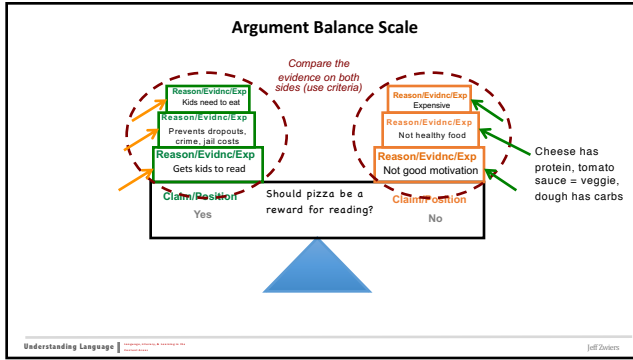 Argument Balance Scale
Compare the
evidence on both
sides (use criteria)
Reason/Evidnc/Exp
Kids need to eat
Reason/Evidnc/Exp
Prevents dropouts,
crime, jail costs
Reason/Evidnc/Exp
Gets kids to read
Claim/Position
Yes
Should pizza be a
reward for reading?
Reason/Evidnc/Exp
Expensive
Reason/Evidnc/Exp
Not healthy food
Reason/Evidnc/Exp
Not good motivation
Claim/Position
No
Cheese has
protein, tomato
sauce = veggie,
dough has carbs
Understanding Language
Jeff Zwiers